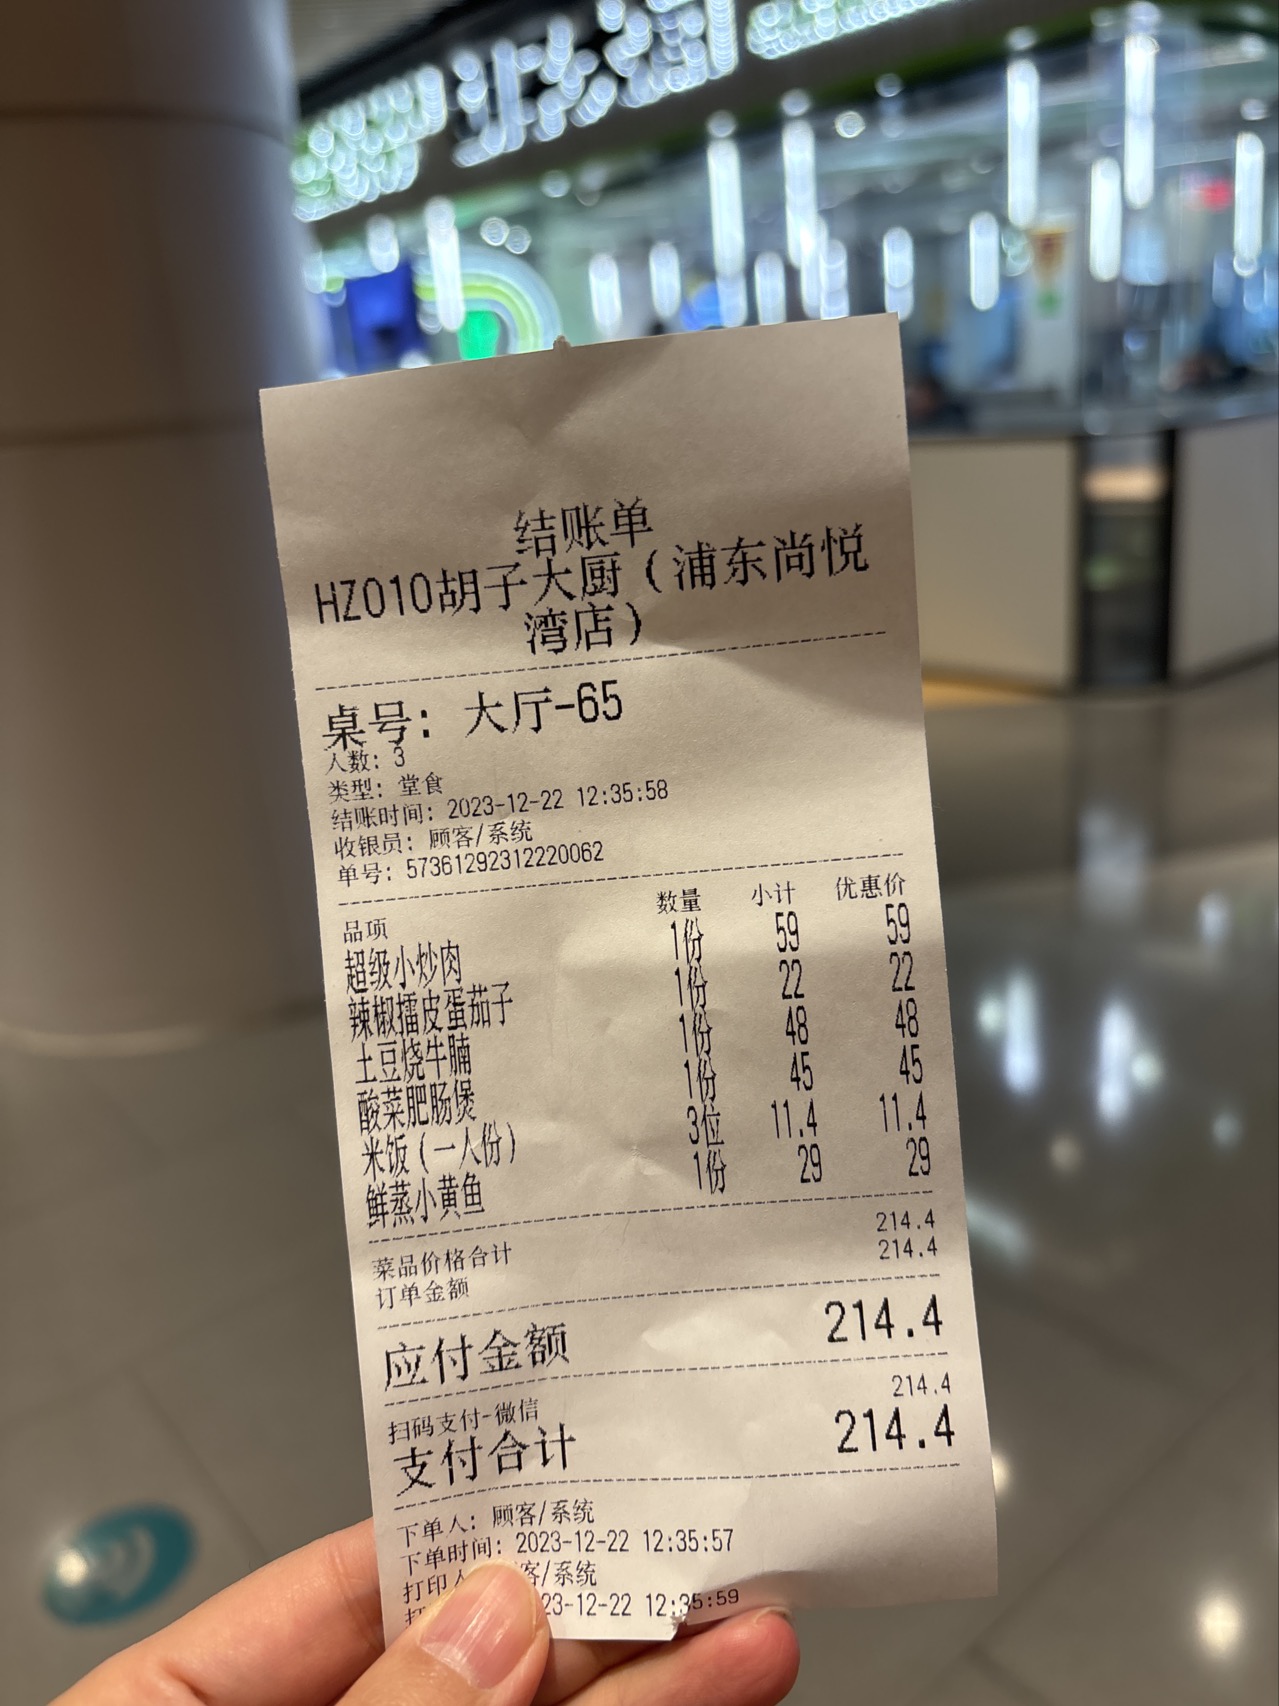 结账单
HZ010胡子大厨(浦东尚悦
湾店)
桌号: 大厅-65
人数: 3
类型: 堂食
结账时间: 2023-12-22 12:35:58
收银员: 顾客/系统
单号: 57361292312220062
品项 数量 小计 优惠价
超级小炒肉 1份 59 59
辣椒擂皮蛋茄子 1份 22 22
土豆烧牛腩 1份 48 48
酸菜肥肠煲 1份 45 45
米饭(一人份) 3位 11.4 11.4
鲜蒸小黄鱼 1份 29 29
菜品价格合计 214.4
订单金额 214.4
应付金额 214.4
扫码支付-微信 214.4
支付合计 214.4
下单人: 顾客/系统
下单时间: 2023-12-22 12:35:57
打印人 客/系统
打 23-12-22 12:35:59